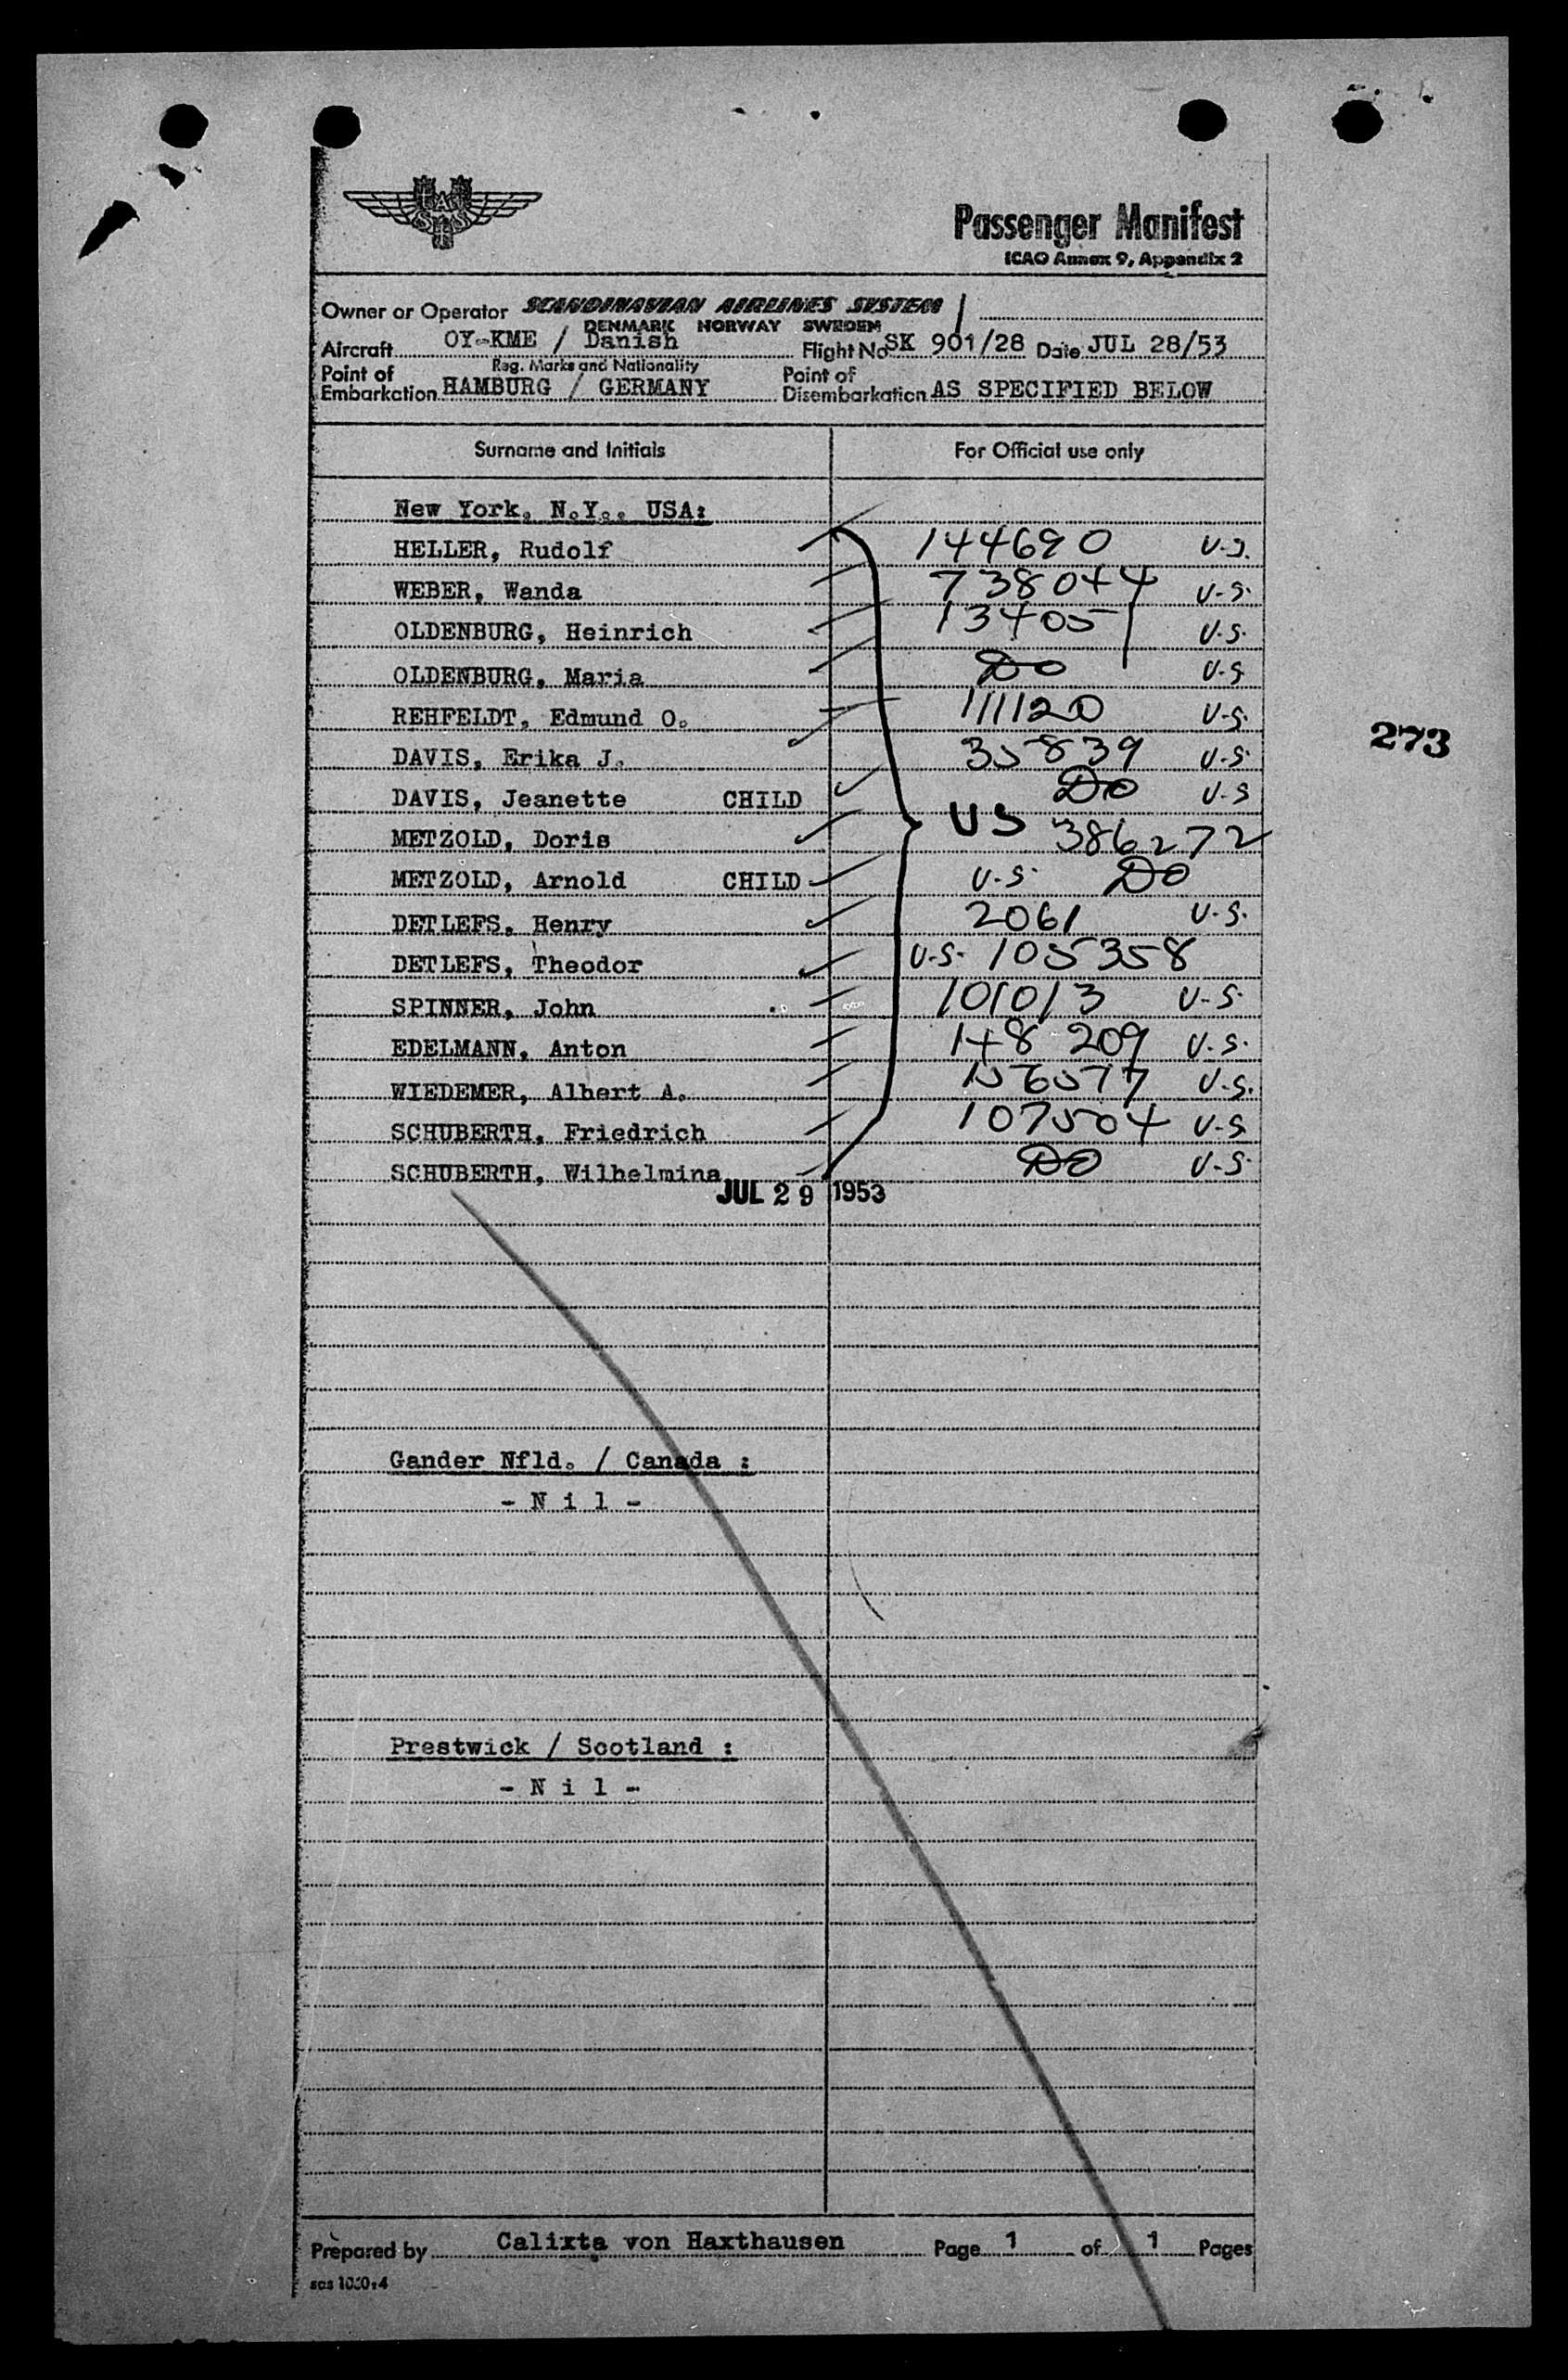 SAS
Passenger Manifest
ICAO Annex 9, Appendix 2
Owner or Operator SCANDINAVIAN AIRLINES SYSTEM
DENMARK NORWAY SWEDEN
Aircraft OY-KME / Danish Flight No SK 901/28 Date JUL 28/53
Reg. Marks and Nationality
Point of Embarkation HAMBURG / GERMANY Point of Disembarkation AS SPECIFIED BELOW
Surname and Initials For Official use only
New York, N.Y., USA:
HELLER, Rudolf 144690 U.S.
WEBER, Wanda 738044 U.S.
OLDENBURG, Heinrich 13405 U.S.
OLDENBURG, Maria Do U.S.
REHFELDT, Edmund O. 111120 U.S.
273
DAVIS, Erika J. 35839 U.S.
DAVIS, Jeanette CHILD Do U.S
US
METZOLD, Doris 386272
METZOLD, Arnold CHILD U.S. Do
DETLEFS, Henry 2061 U.S.
DETLEFS, Theodor U.S. 105358
SPINNER, John 101013 U.S.
EDELMANN, Anton 148209 U.S.
WIEDEMER, Albert A. 156577 U.S.
SCHUBERTH, Friedrich 107504 U.S
SCHUBERTH, Wilhelmina DO U.S.
JUL 29 1953
Gander Nfld. / Canada :
- N i l -
Prestwick / Scotland :
- N i l -
Prepared by Calixta von Haxthausen Page 1 of 1 Pages